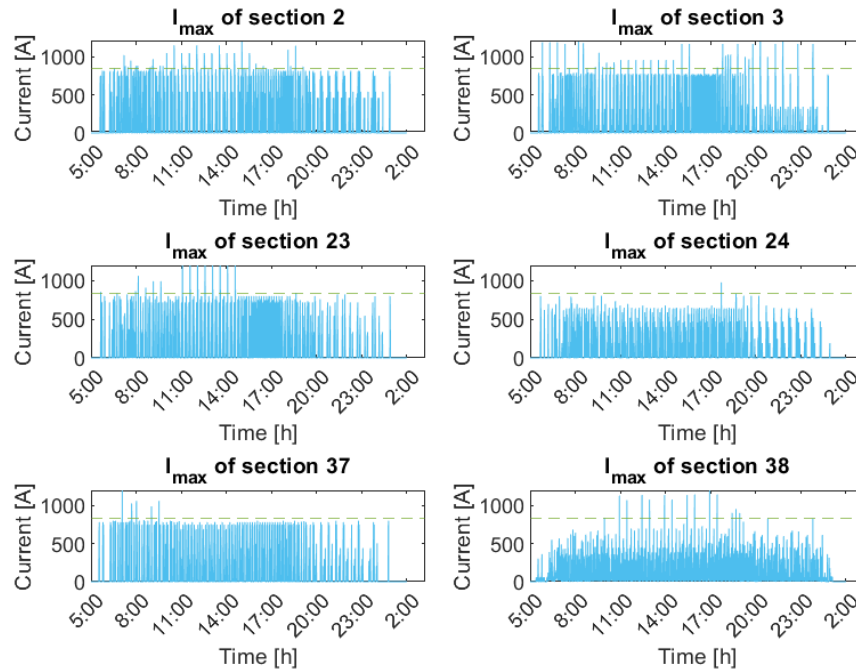 I_max of section 2
Current [A]
1000
500
0
5:00 8:00 11:00 14:00 17:00 20:00 23:00 2:00
Time [h]
I_max of section 3
Current [A]
1000
500
0
5:00 8:00 11:00 14:00 17:00 20:00 23:00 2:00
Time [h]
I_max of section 23
Current [A]
1000
500
0
5:00 8:00 11:00 14:00 17:00 20:00 23:00 2:00
Time [h]
I_max of section 24
Current [A]
1000
500
0
5:00 8:00 11:00 14:00 17:00 20:00 23:00 2:00
Time [h]
I_max of section 37
Current [A]
1000
500
0
5:00 8:00 11:00 14:00 17:00 20:00 23:00 2:00
Time [h]
I_max of section 38
Current [A]
1000
500
0
5:00 8:00 11:00 14:00 17:00 20:00 23:00 2:00
Time [h]